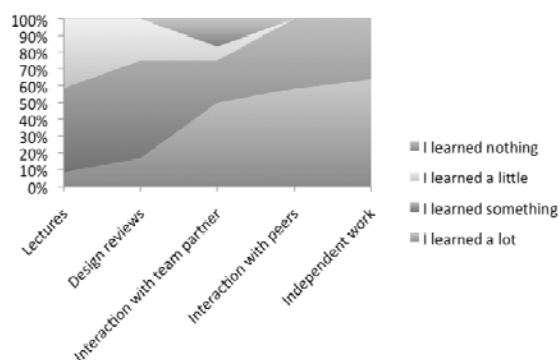 100%
90%
80%
70%
60%
50%
40%
30%
20%
10%
0%
Lectures
Design reviews
Interaction with team partner
Interaction with peers
Independent work
I learned nothing
I learned a little
I learned something
I learned a lot